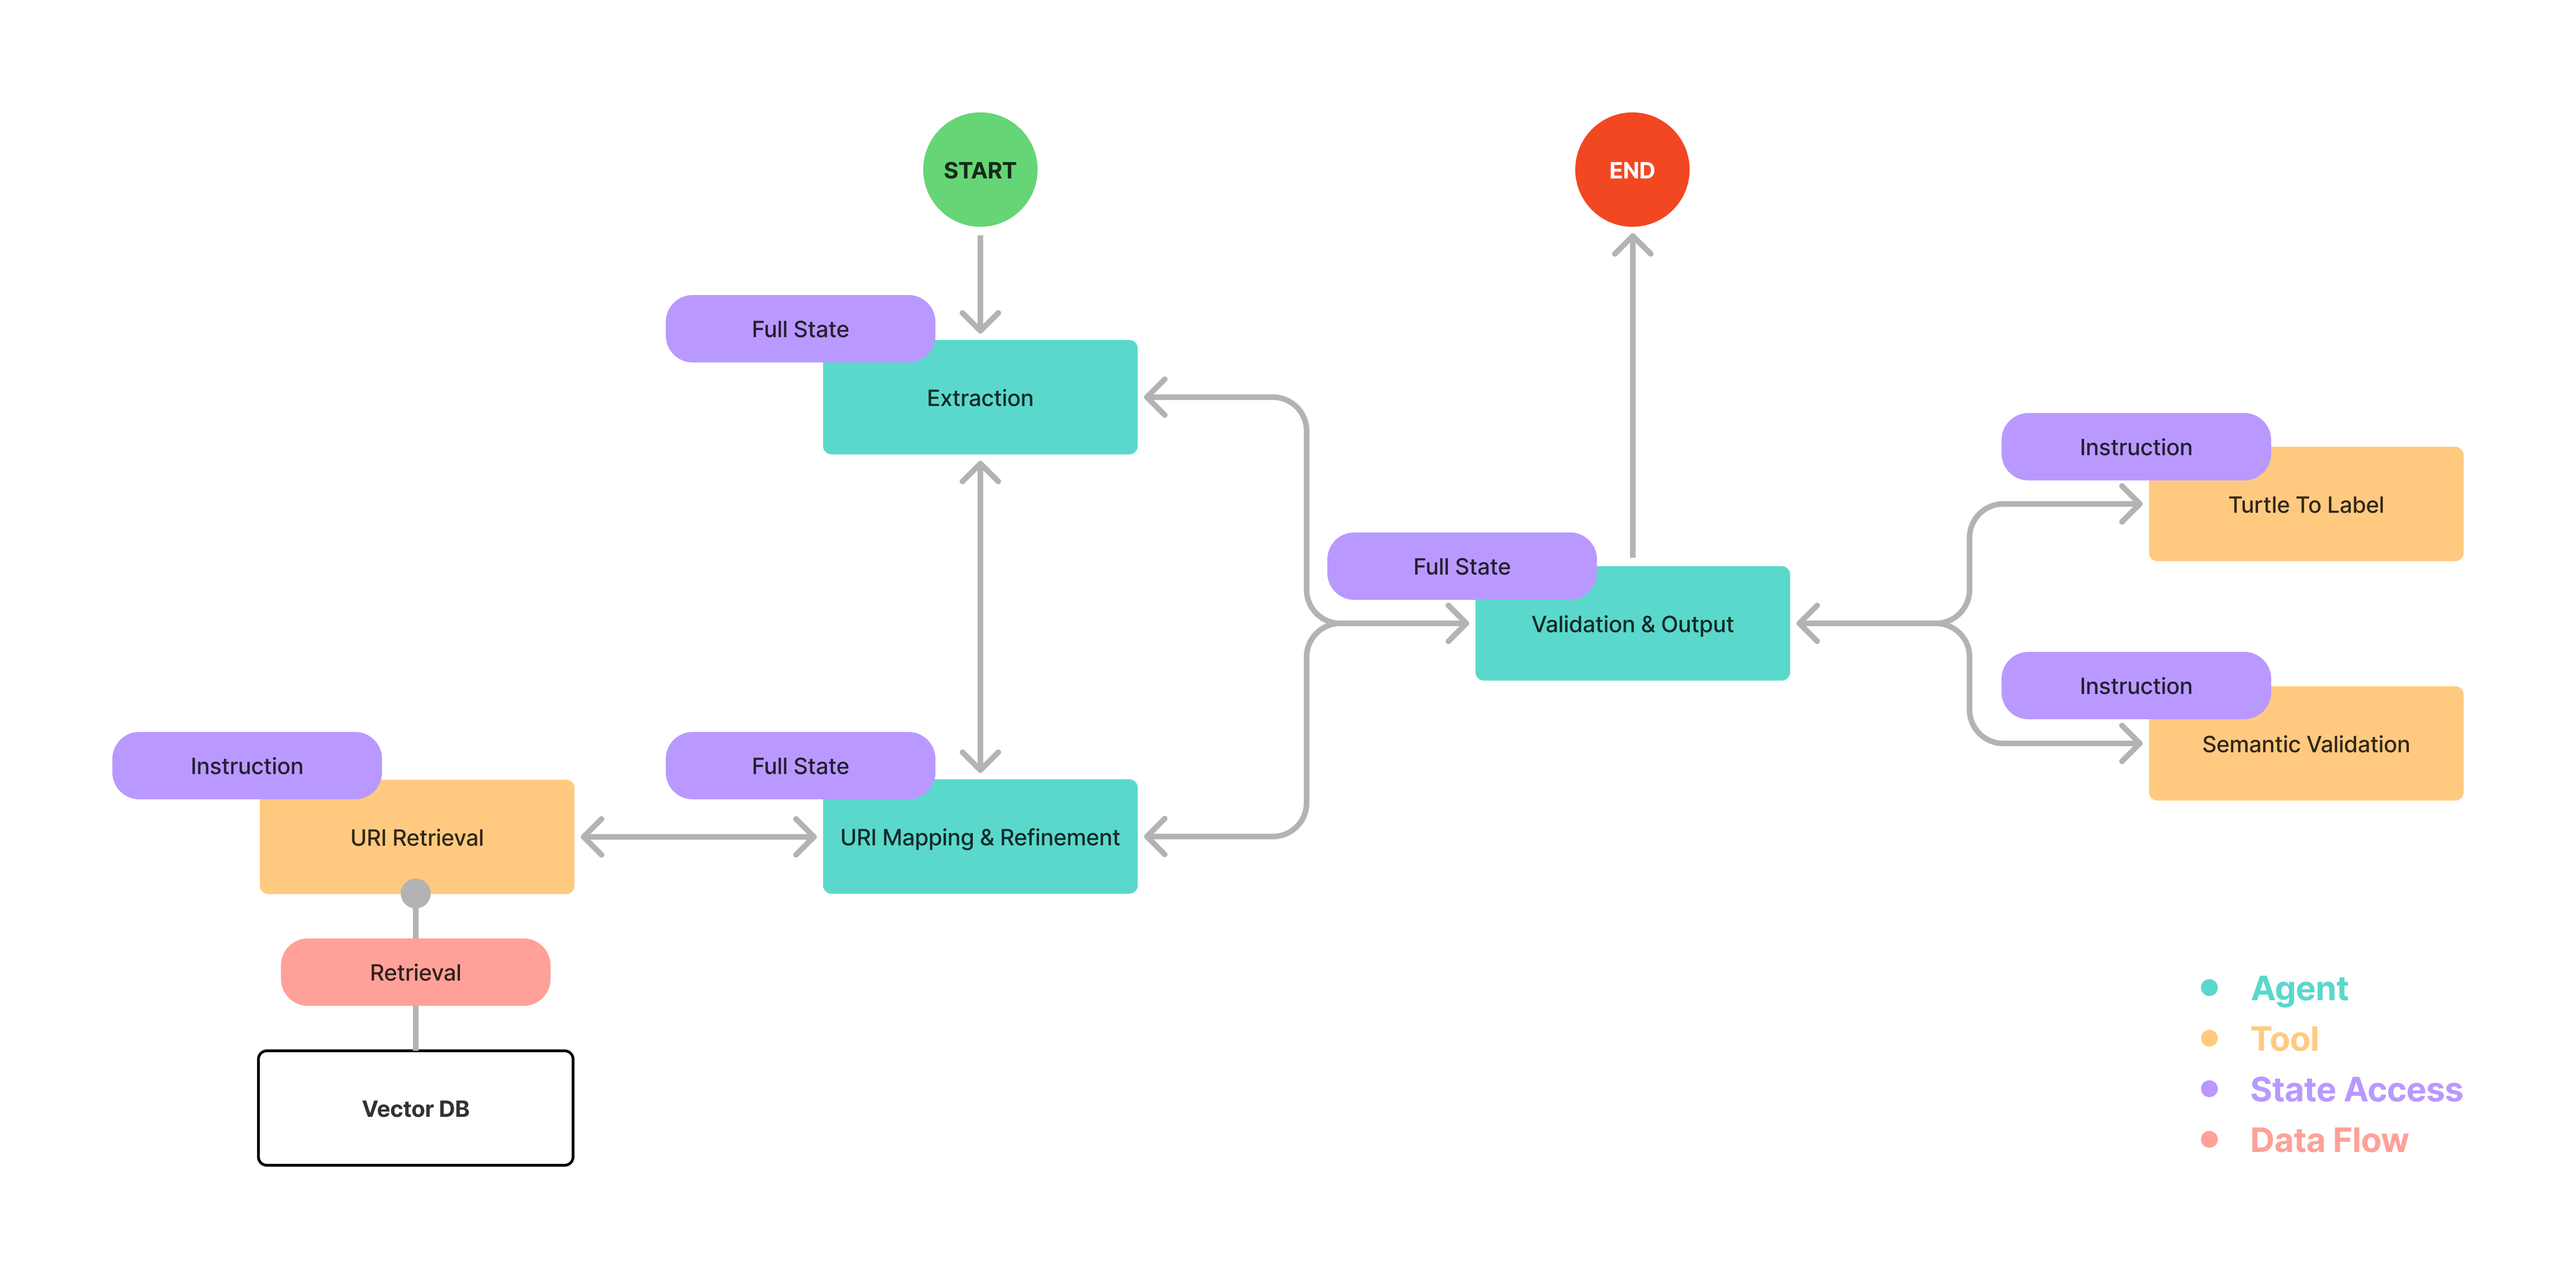 START
END
Full State
Extraction
Instruction
Turtle To Label
Full State
Validation & Output
Instruction
Semantic Validation
Instruction
URI Retrieval
Full State
URI Mapping & Refinement
Retrieval
Vector DB
Agent
Tool
State Access
Data Flow